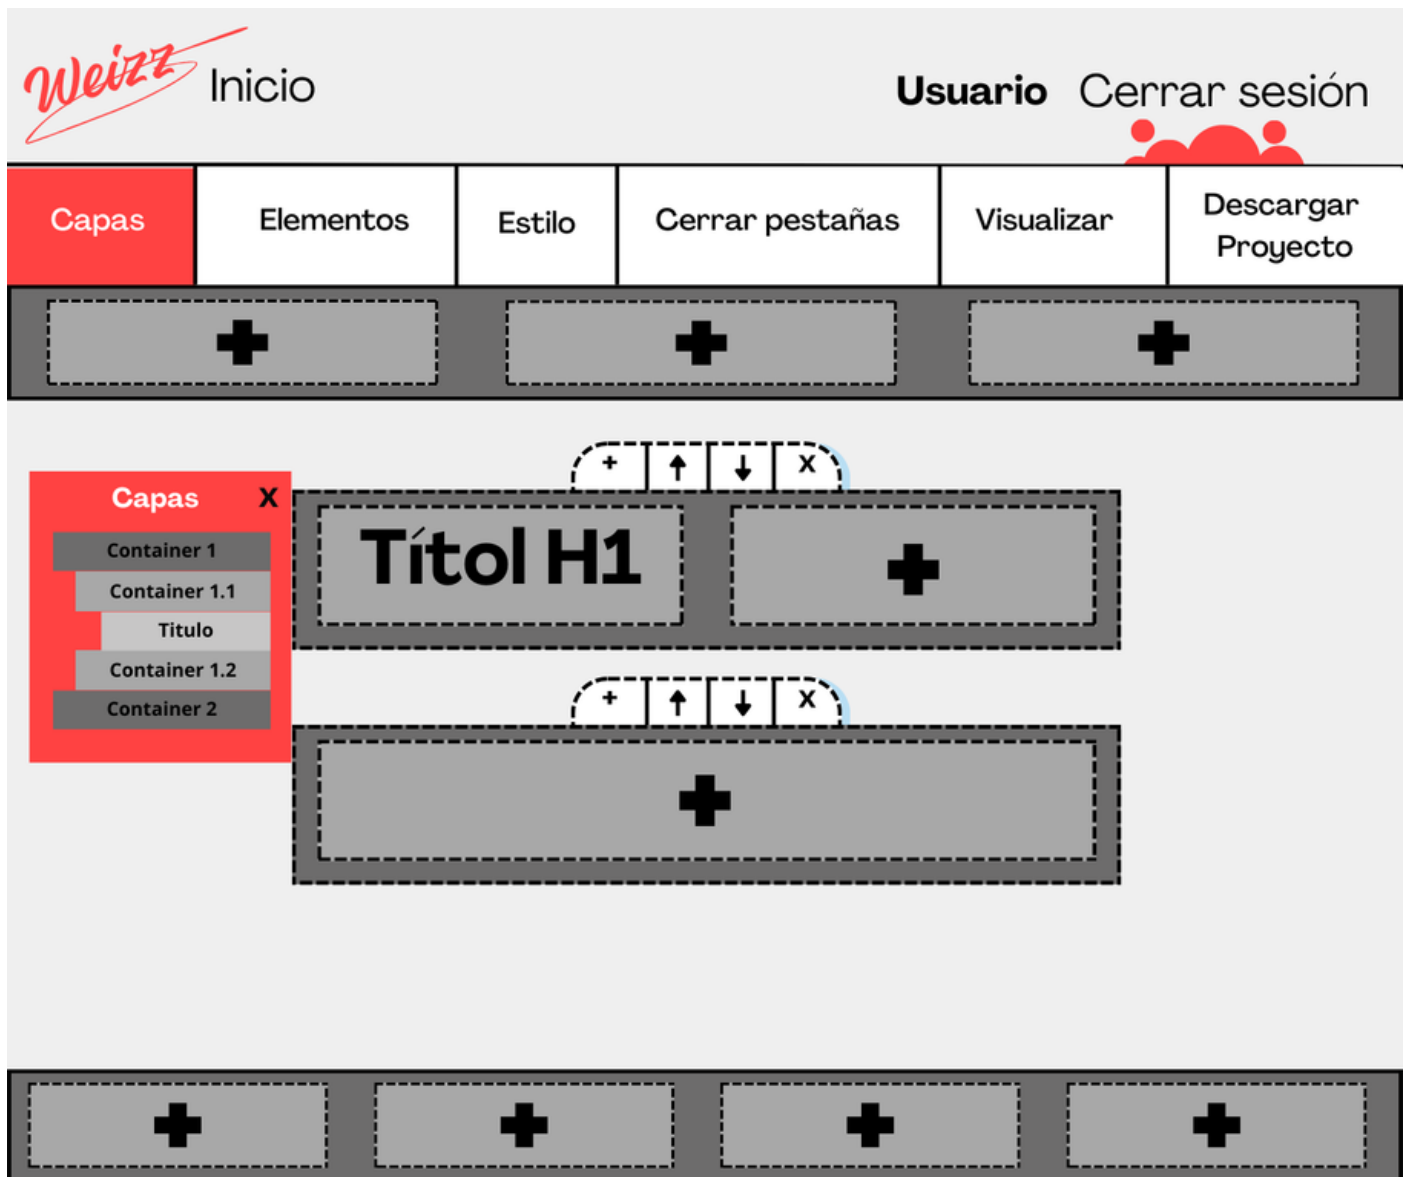 Weizz
Inicio
Usuario
Cerrar sesión
Capas
Elementos
Estilo
Cerrar pestañas
Visualizar
Descargar
Proyecto
+
X
Capas X
Container 1
Container 1.1
Titulo
Container 1.2
Container 2
Títol H1
+
X